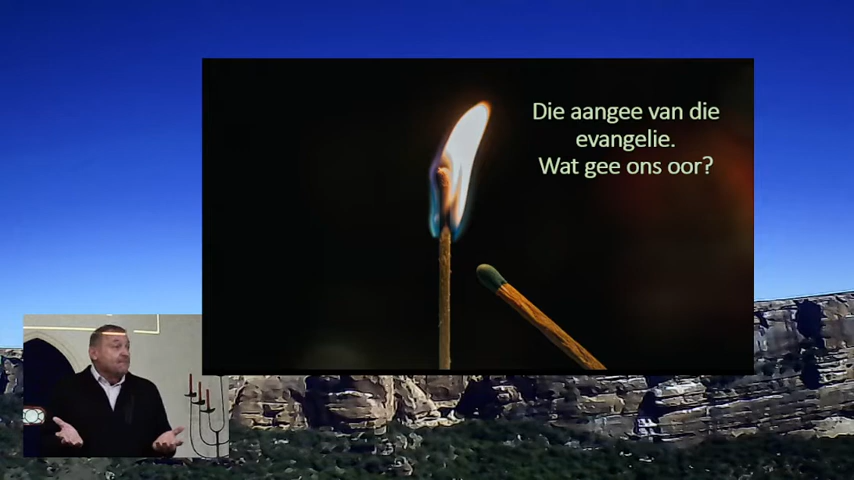 Die aangee van die
evangelie.
Wat gee ons oor?